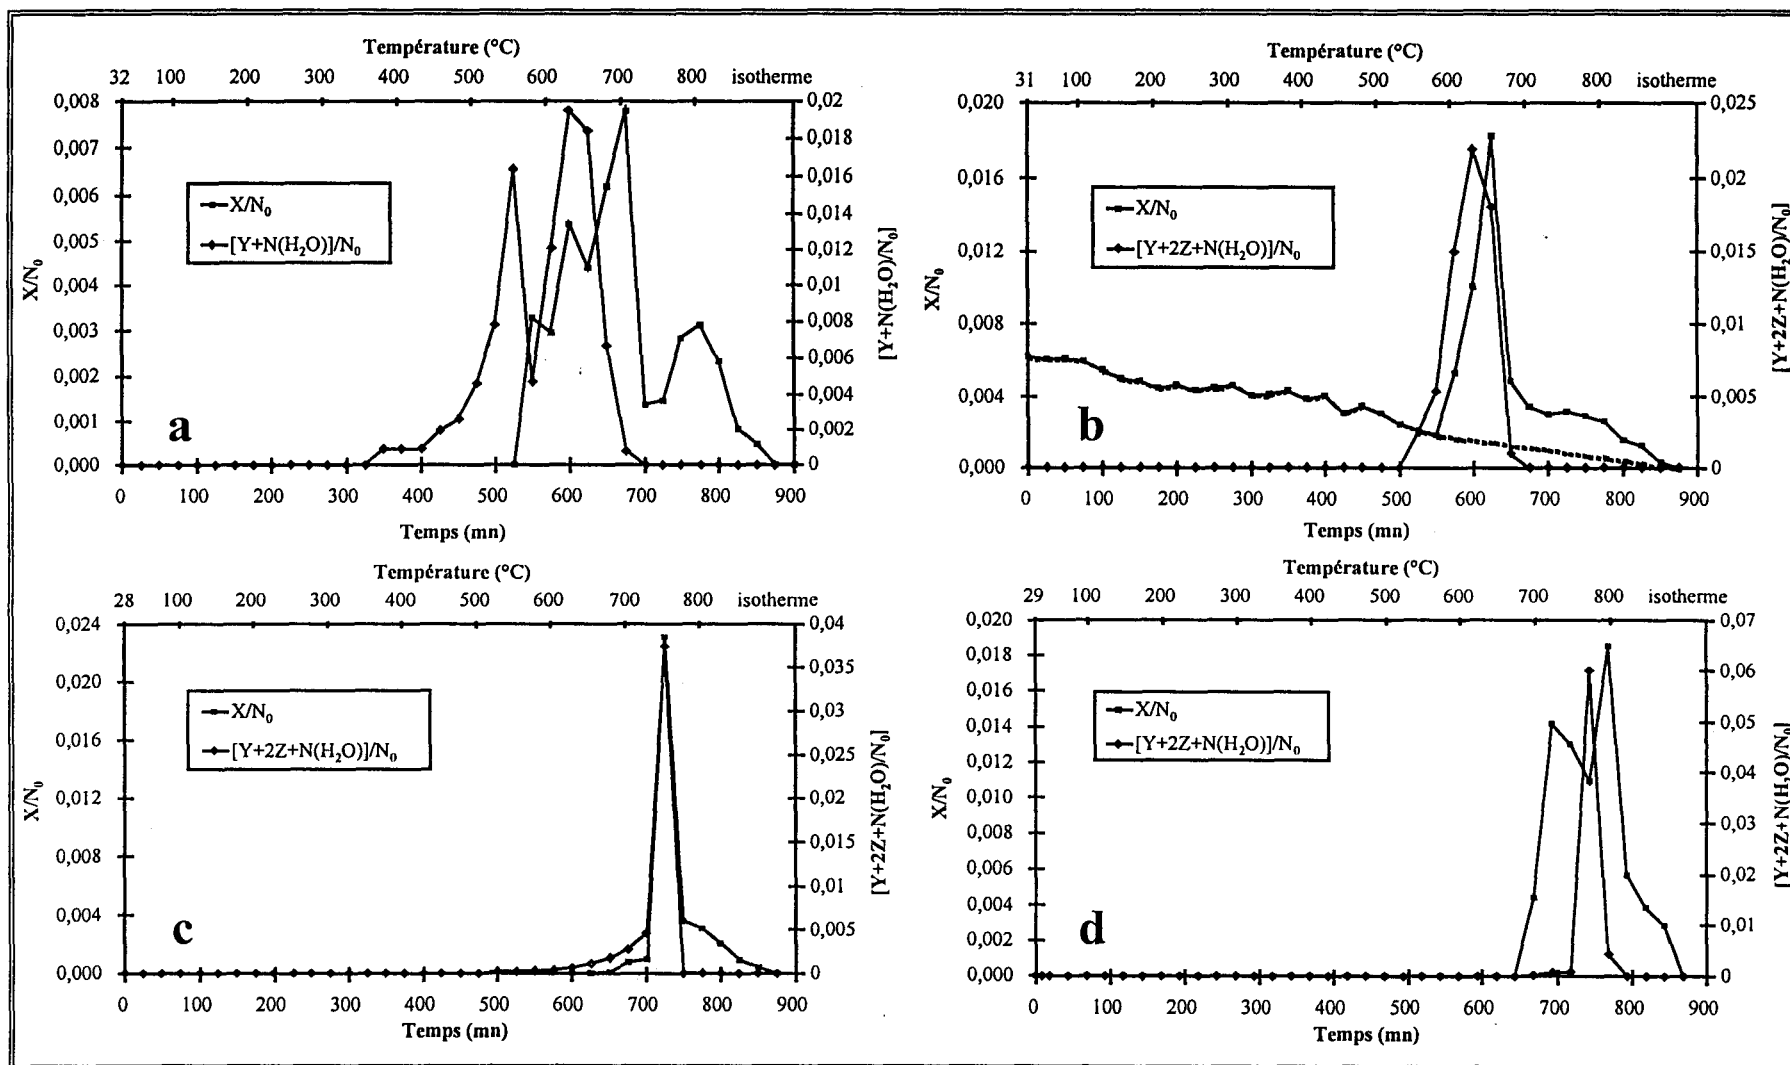 Température (°C)
32 100 200 300 400 500 600 700 800 isotherme
0,008
0,007
0,006
0,005
0,004
0,003
0,002
0,001
0,000
X/N₀
0,02
0,018
0,016
0,014
0,012
0,01
0,008
0,006
0,004
0,002
0
[Y+N(H₂O)/N₀]
X/N₀
[Y+N(H₂O)]/N₀
a
0 100 200 300 400 500 600 700 800 900
Temps (mn)
Température (°C)
31 100 200 300 400 500 600 700 800 isotherme
0,020
0,016
0,012
0,008
0,004
0,000
X/N₀
0,025
0,02
0,015
0,01
0,005
0
[Y+2Z+N(H₂O)/N₀]
X/N₀
[Y+2Z+N(H₂O)]/N₀
b
0 100 200 300 400 500 600 700 800 900
Temps (mn)
Température (°C)
28 100 200 300 400 500 600 700 800 isotherme
0,024
0,020
0,016
0,012
0,008
0,004
0,000
X/N₀
0,04
0,035
0,03
0,025
0,02
0,015
0,01
0,005
0
[Y+2Z+N(H₂O)/N₀]
X/N₀
[Y+2Z+N(H₂O)]/N₀
c
0 100 200 300 400 500 600 700 800 900
Temps (mn)
Température (°C)
29 100 200 300 400 500 600 700 800 isotherme
0,020
0,018
0,016
0,014
0,012
0,010
0,008
0,006
0,004
0,002
0,000
X/N₀
0,07
0,06
0,05
0,04
0,03
0,02
0,01
0
[Y+2Z+N(H₂O)/N₀]
X/N₀
[Y+2Z+N(H₂O)]/N₀
d
0 100 200 300 400 500 600 700 800 900
Temps (mn)